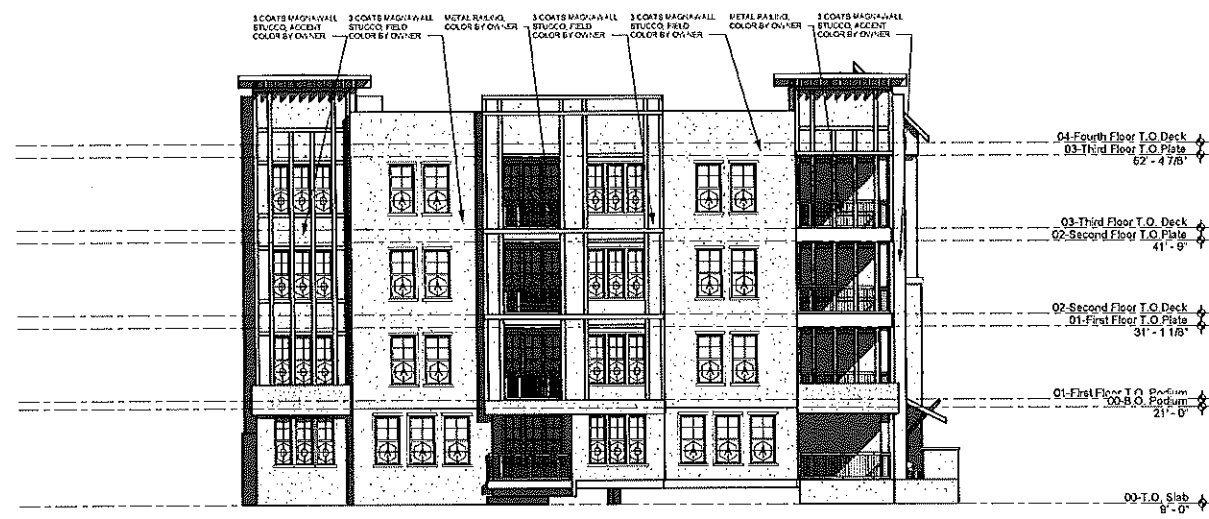 3 COATS MAGNAWALL
STUCCO, ACCENT
COLOR BY OWNER
3 COATS MAGNAWALL
STUCCO, FIELD
COLOR BY OWNER
METAL RAILING,
COLOR BY OWNER
3 COATS MAGNAWALL
STUCCO, FIELD
COLOR BY OWNER
3 COATS MAGNAWALL
STUCCO, FIELD
COLOR BY OWNER
METAL RAILING,
COLOR BY OWNER
3 COATS MAGNAWALL
STUCCO, ACCENT
COLOR BY OWNER
04-Fourth Floor T.O. Deck
03-Third Floor T.O. Plate
52' - 4 7/8"
03-Third Floor T.O. Deck
02-Second Floor T.O. Plate
41' - 9"
02-Second Floor T.O. Deck
01-First Floor T.O. Plate
31' - 1 1/8"
01-First Floor T.O. Podium
00-B.O. Podium
21' - 0"
00-T.O. Slab